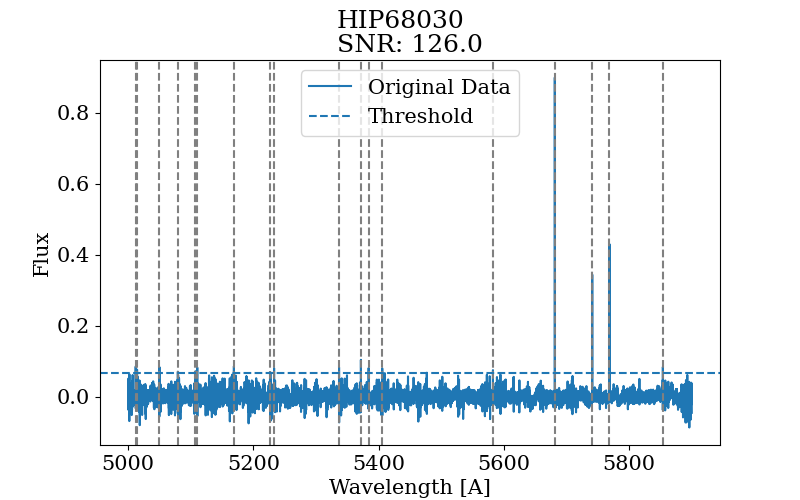 HIP68030
SNR: 126.0
Original Data
Threshold
Flux
0.8
0.6
0.4
0.2
0.0
5000 5200 5400 5600 5800
Wavelength [A]